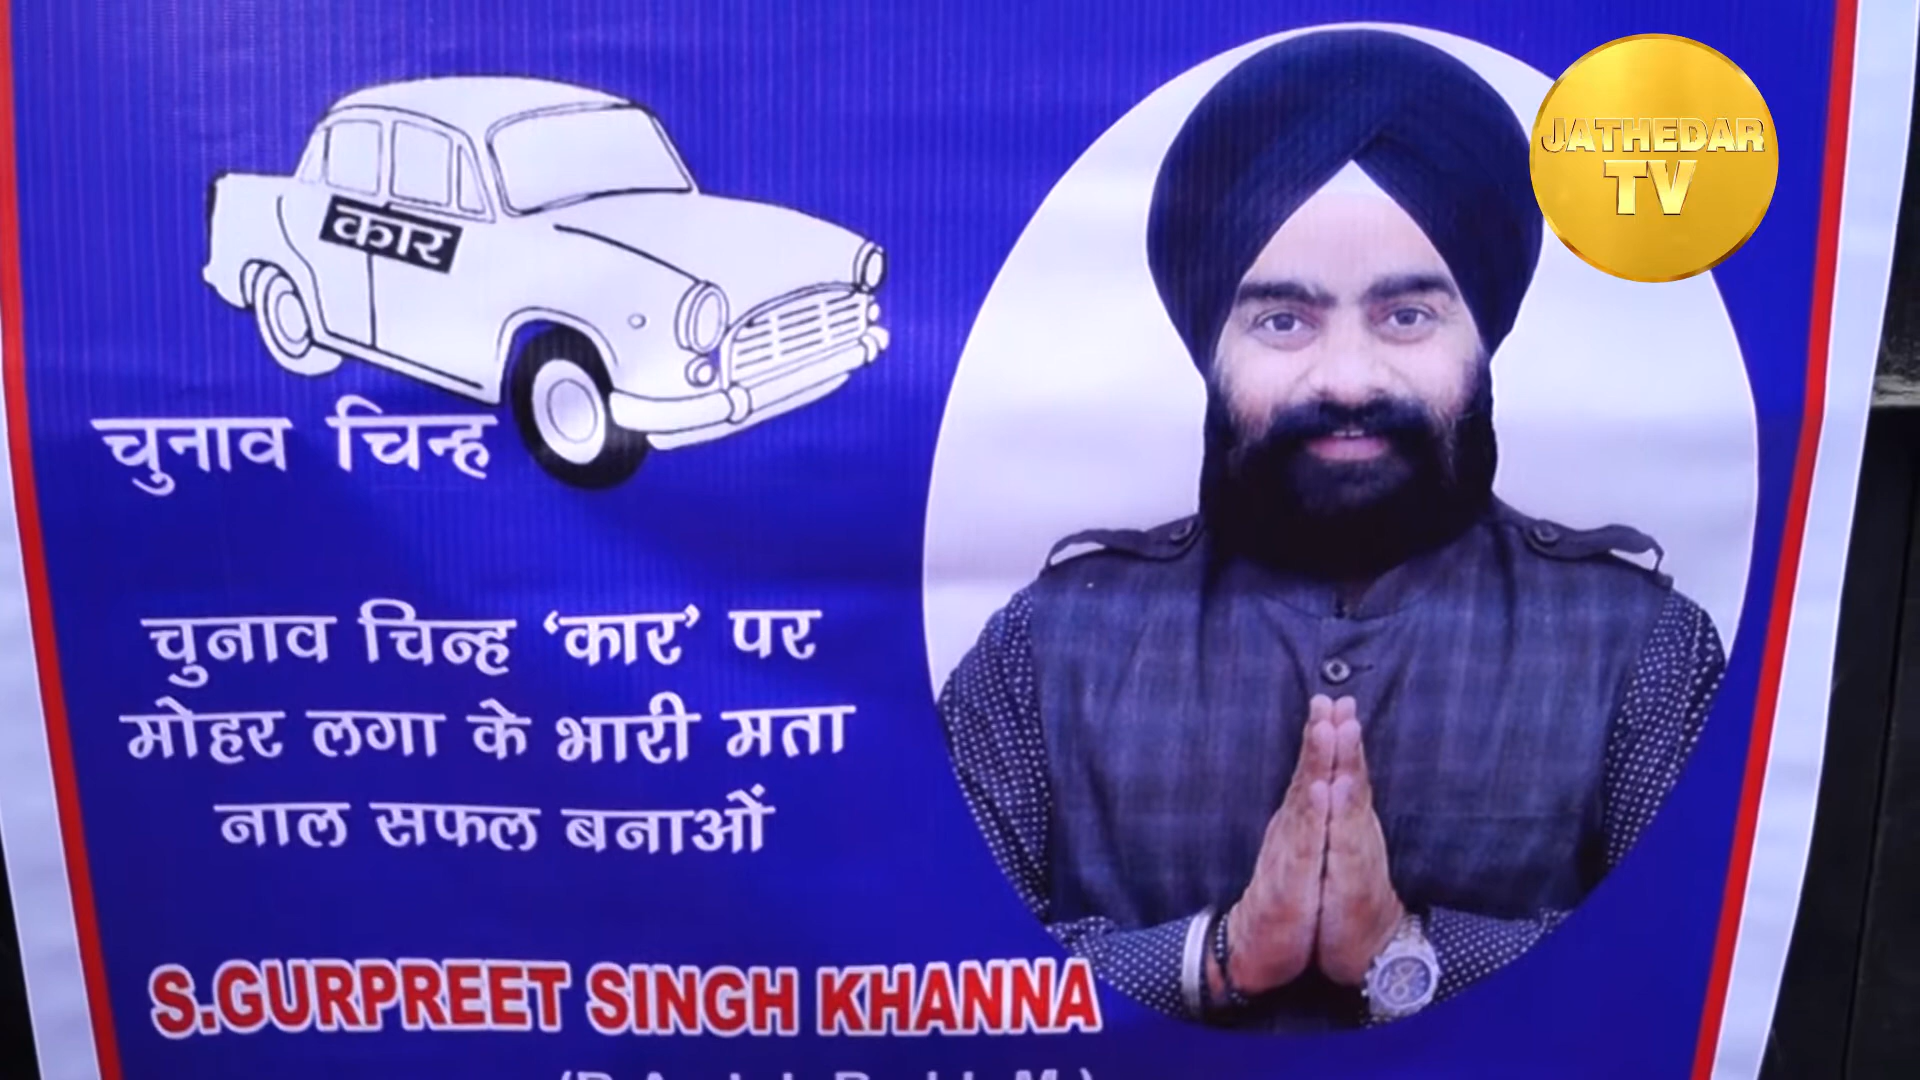 JATHEDAR
TV
कार
चुनाव चिन्ह
चुनाव चिन्ह ‘कार’ पर
मोहर लगा के भारी मता
नाल सफल बनाओं
S.GURPREET SINGH KHANNA